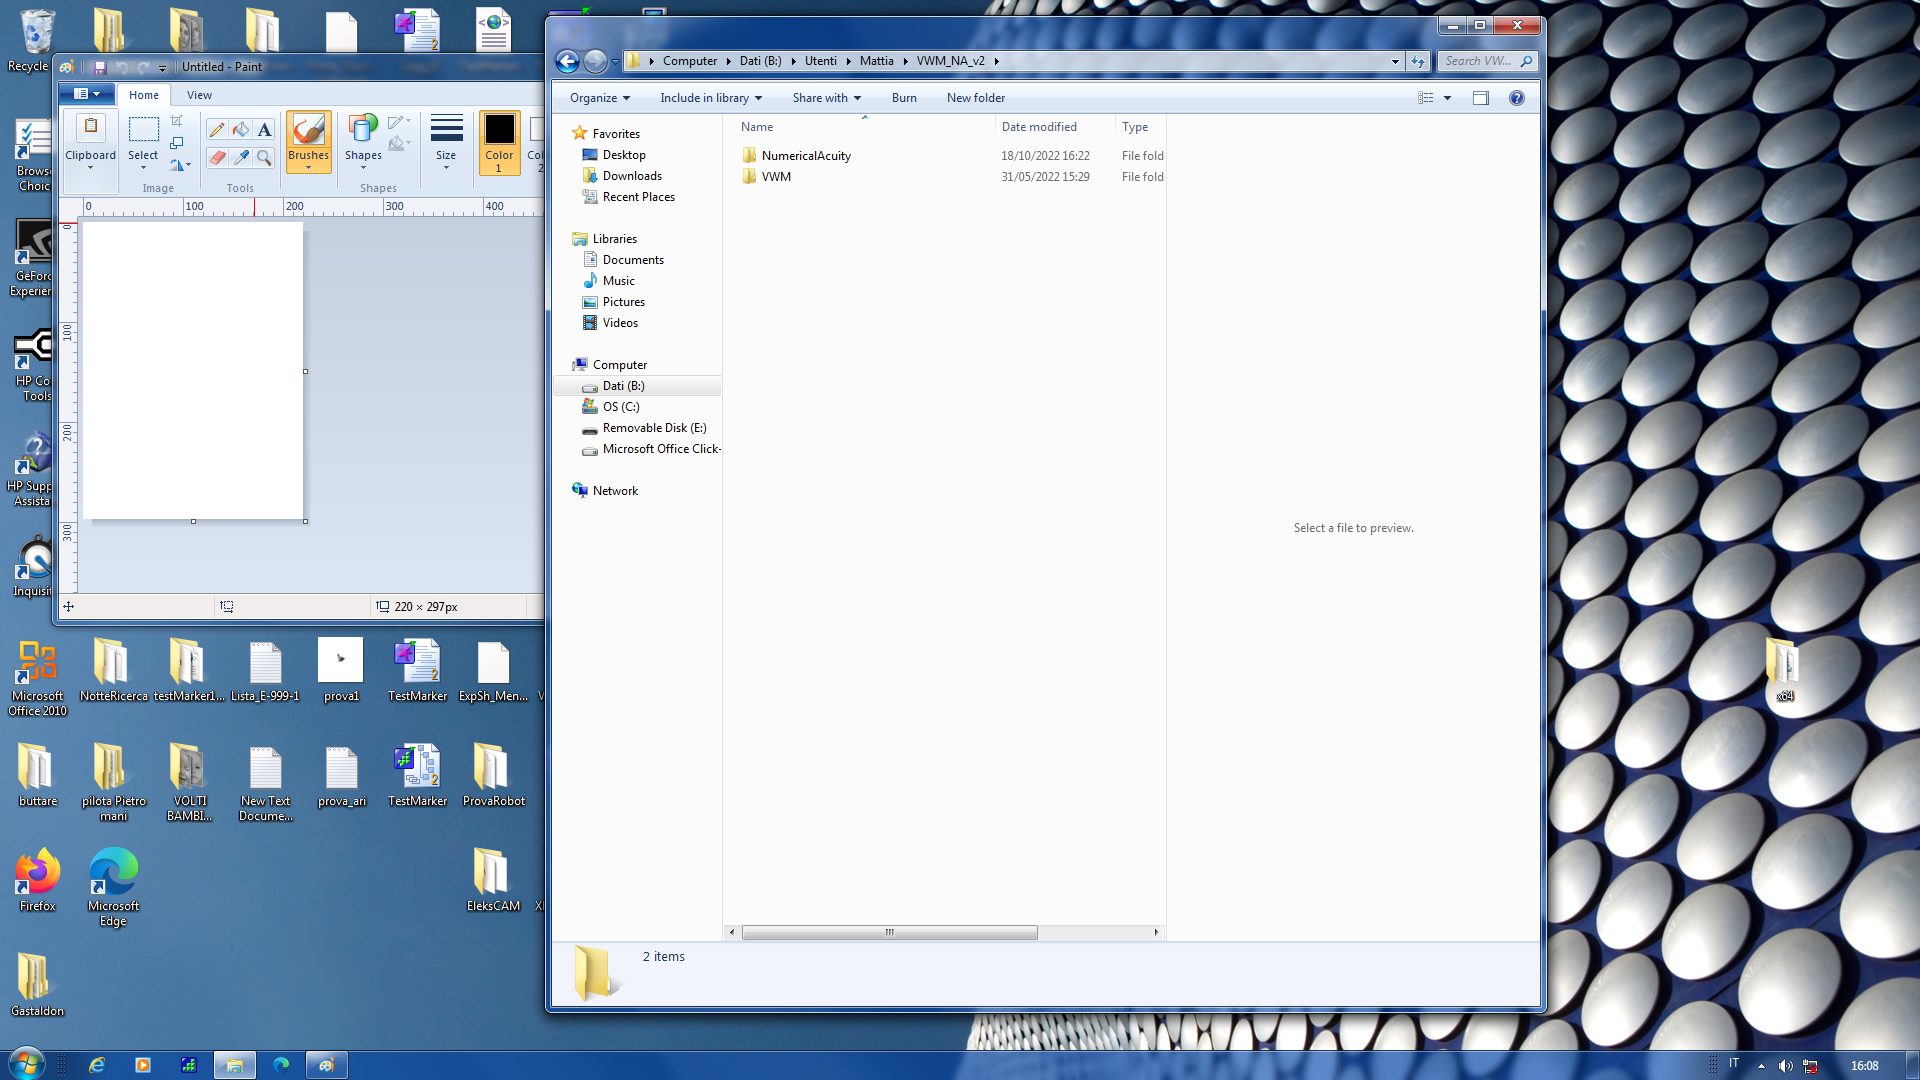 Recycle
Untitled - Paint
Home
View
Clipboard
Select
Image
Tools
Brushes
Shapes
Shapes
Size
Color
1
Co
2
0
100
200
300
400
0
100
200
300
220 × 297px
Browse
Choic
GeForc
Experien
HP Co
Tools
HP Supp
Assista
Inquisit
Computer
Dati (B:)
Utenti
Mattia
VWM_NA_v2
Search VW...
Organize
Include in library
Share with
Burn
New folder
Favorites
Desktop
Downloads
Recent Places
Libraries
Documents
Music
Pictures
Videos
Computer
Dati (B:)
OS (C:)
Removable Disk (E:)
Microsoft Office Click-
Network
Name
Date modified
Type
NumericalAcuity
18/10/2022 16:22
File fold
VWM
31/05/2022 15:29
File fold
Select a file to preview.
2 items
Microsoft
Office 2010
NotteRicerca
testMarker1...
Lista_E-999-1
prova1
TestMarker
ExpSh_Men...
x64
buttare
pilota Pietro
mani
VOLTI
BAMBI...
New Text
Docume...
prova_ari
TestMarker
ProvaRobot
Firefox
Microsoft
Edge
EleksCAM
Gastaldon
IT
16:08